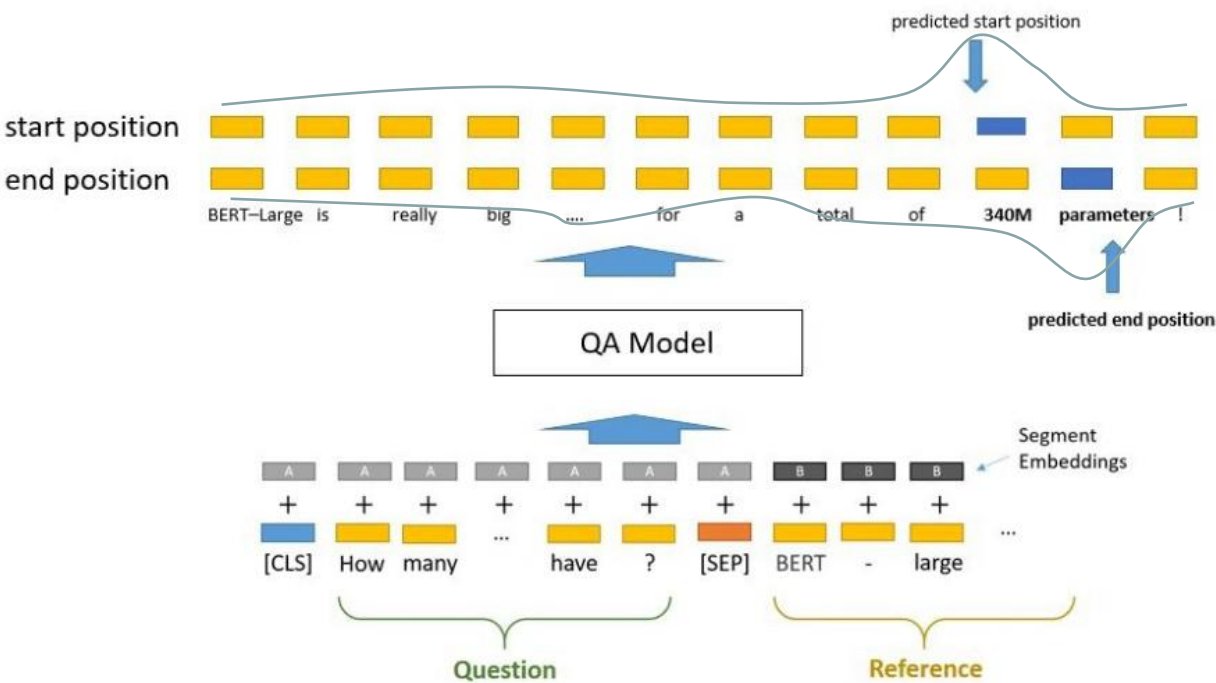 predicted start position
start position
end position
BERT–Large is really big .... for a total of 340M parameters !
predicted end position
QA Model
Segment
Embeddings
A A A A A A A B B B
+ + + + + + + + + +
... ...
[CLS] How many have ? [SEP] BERT - large
Question Reference